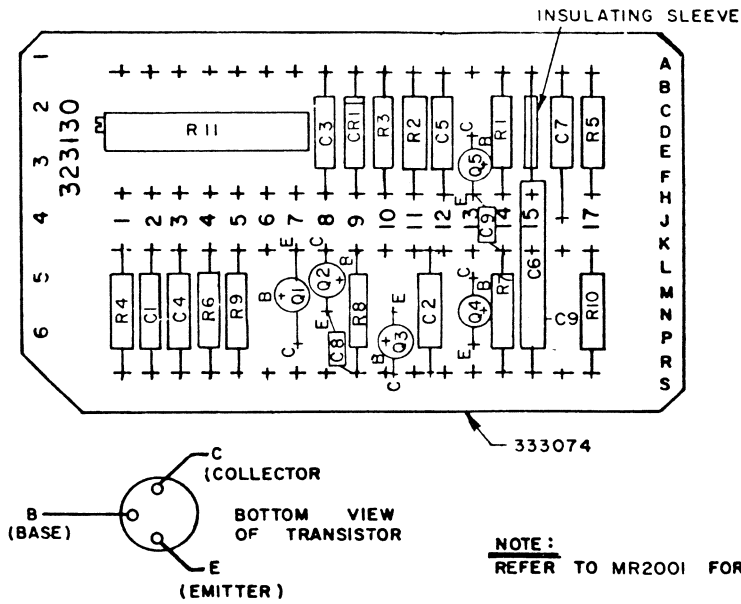 INSULATING SLEEVE
1 2 3 4 5 6
323130
A B C D E F H J K L M N P R S
R11
C3
CR1
R3
R2
C5
C
B
Q5
E
R1
C7
R5
1 2 3 4 5 6 7 8 9 10 11 12 13 14 15 17
C9
R4
C1
C4
R6
R9
E
B
Q1
C
C
B
Q2
E
C8
R8
E
B
Q3
C
C2
C
B
Q4
E
R7
C6
C9
R10
333074
C
(COLLECTOR
B
(BASE)
E
(EMITTER)
BOTTOM VIEW
OF TRANSISTOR
NOTE:
REFER TO MR2001 FOR